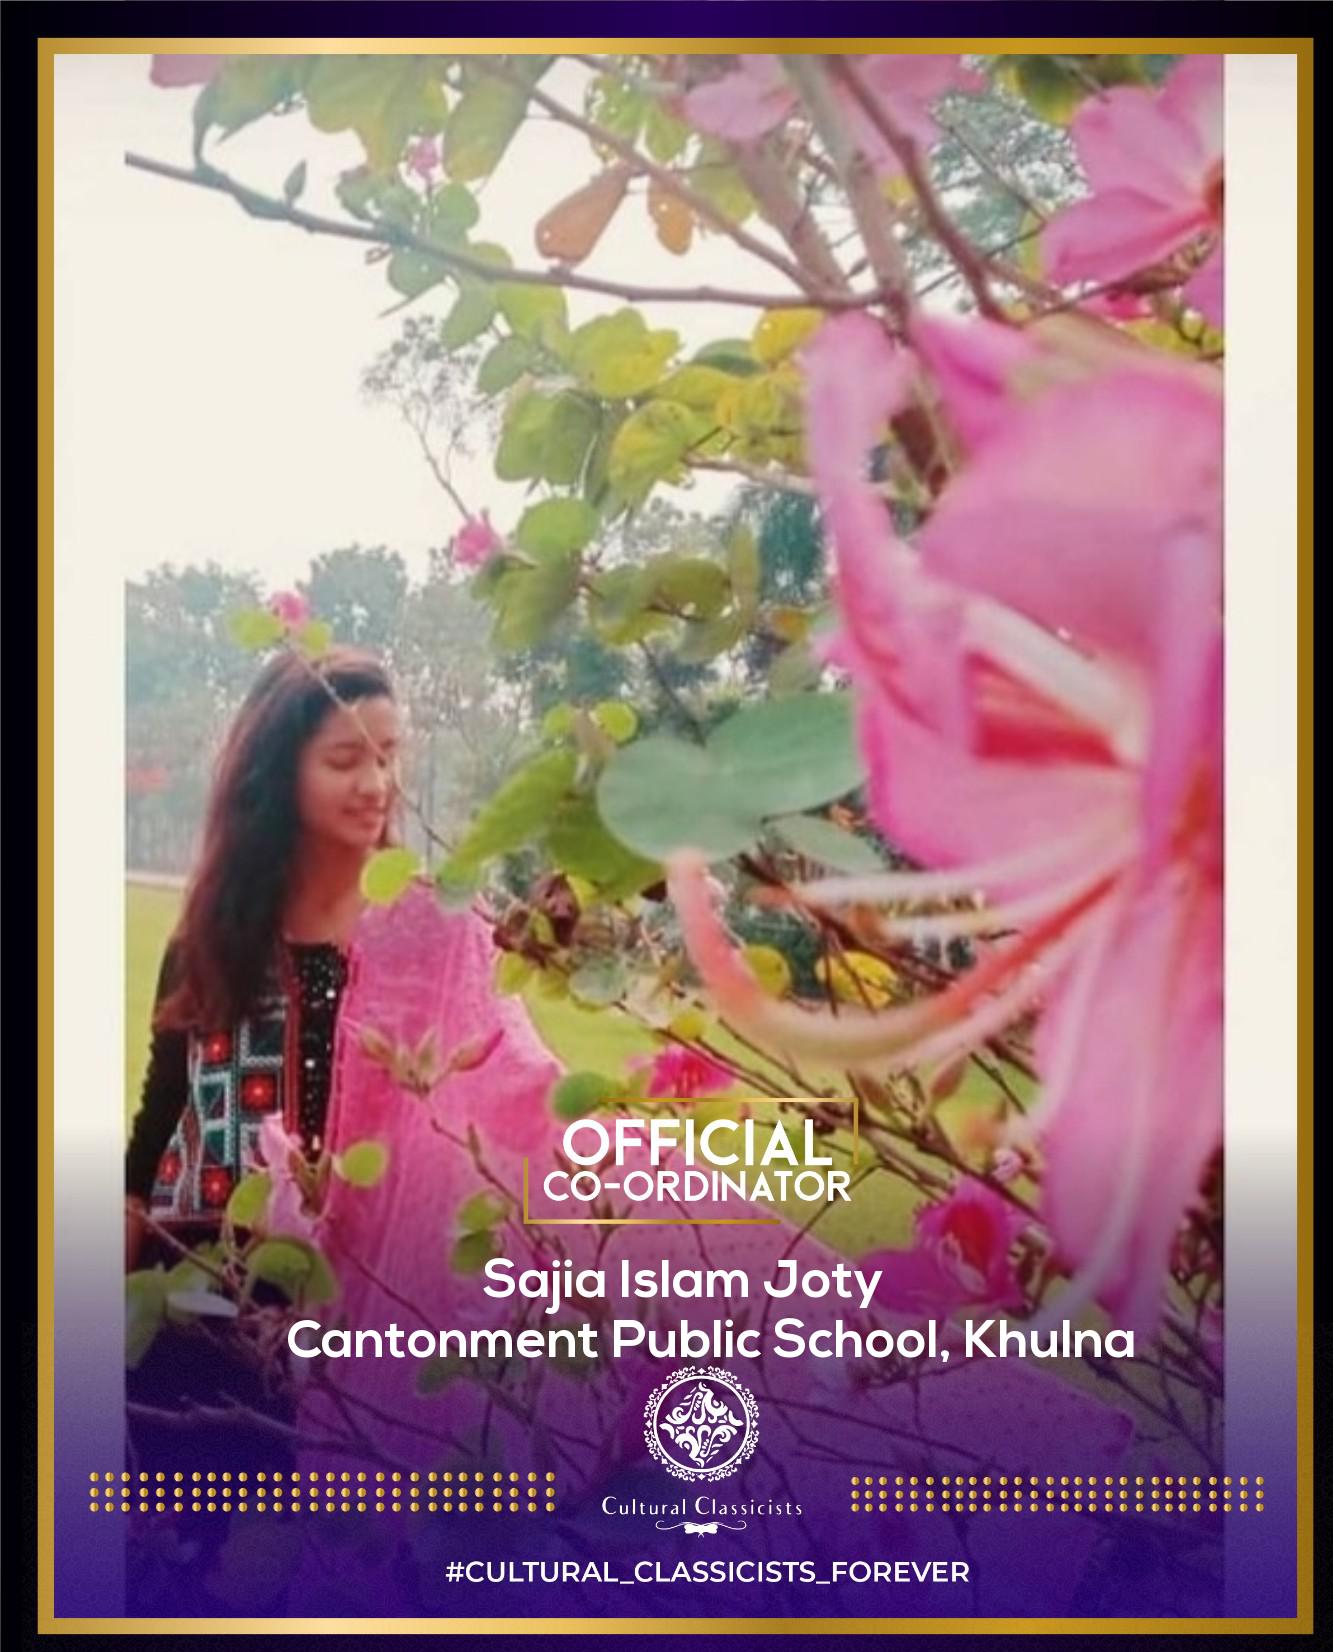 OFFICIAL
CO-ORDINATOR
Sajia Islam Joty
Cantonment Public School, Khulna
Cultural Classicists
#CULTURAL_CLASSICISTS_FOREVER